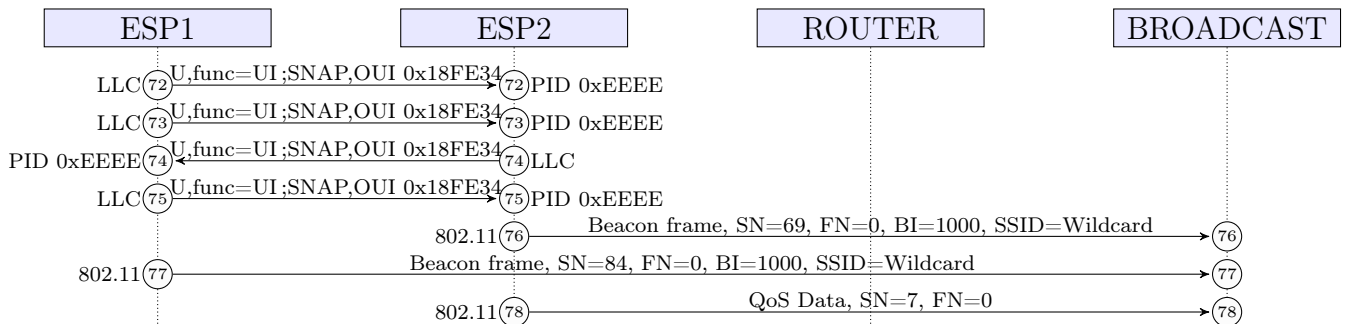 ESP1 ESP2 ROUTER BROADCAST
LLC 72 U,func=UI;SNAP,OUI 0x18FE34 72 PID 0xEEEE
LLC 73 U,func=UI;SNAP,OUI 0x18FE34 73 PID 0xEEEE
PID 0xEEEE 74 U,func=UI;SNAP,OUI 0x18FE34 74 LLC
LLC 75 U,func=UI;SNAP,OUI 0x18FE34 75 PID 0xEEEE
802.11 76 Beacon frame, SN=69, FN=0, BI=1000, SSID=Wildcard 76
802.11 77 Beacon frame, SN=84, FN=0, BI=1000, SSID=Wildcard 77
802.11 78 QoS Data, SN=7, FN=0 78